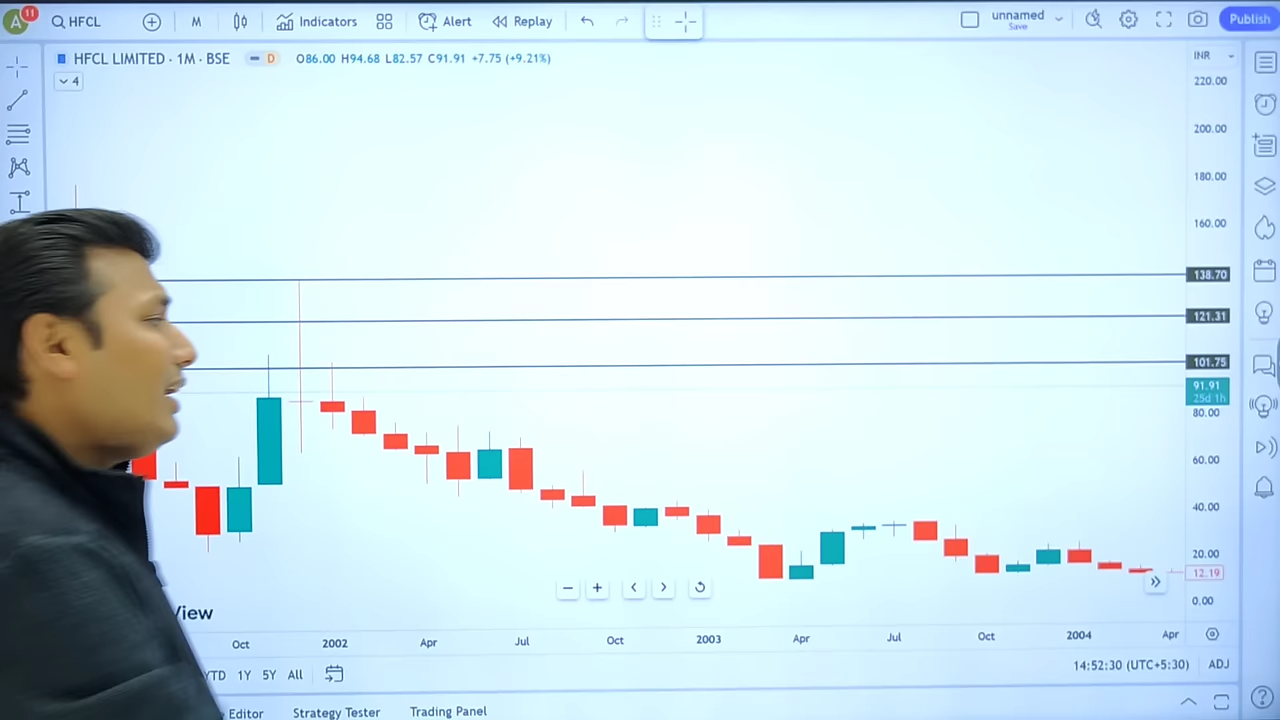 A 11 HFCL M Indicators Alert Replay unnamed Save Publish
HFCL LIMITED · 1M · BSE D O86.00 H94.68 L82.57 C91.91 +7.75 (+9.21%) INR
4
220.00
200.00
180.00
160.00
138.70
121.31
101.75
91.91
25d 1h
80.00
60.00
40.00
20.00
12.19
0.00
View
Oct 2002 Apr Jul Oct 2003 Apr Jul Oct 2004 Apr
YTD 1Y 5Y All 14:52:30 (UTC+5:30) ADJ
Editor Strategy Tester Trading Panel